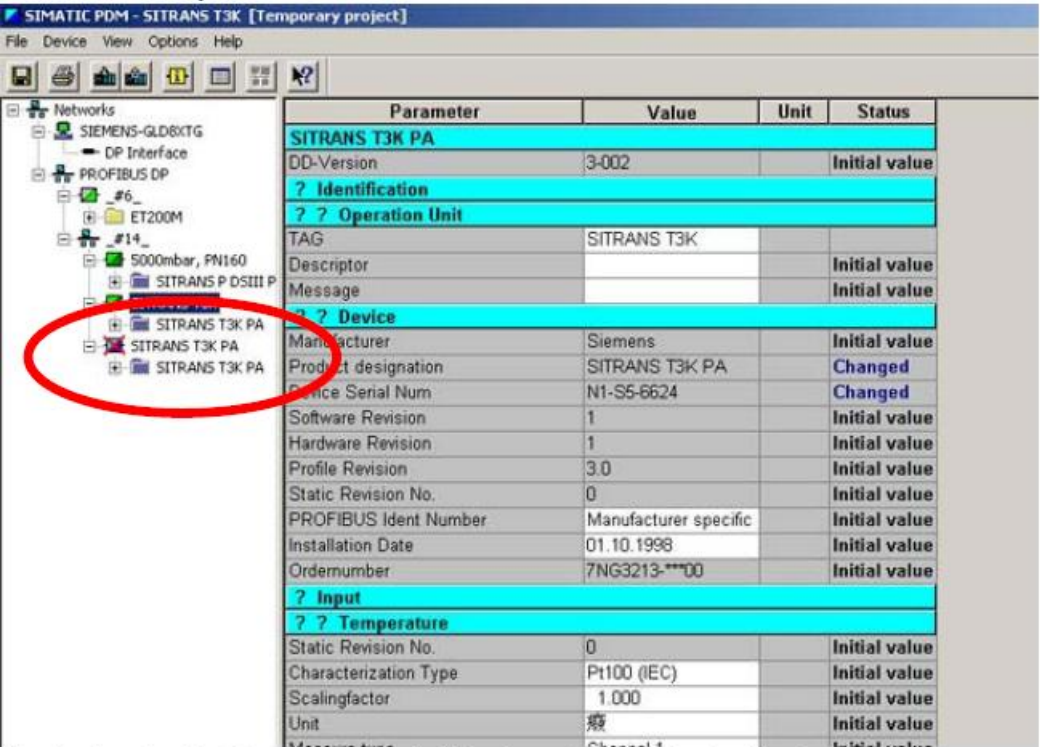 SIMATIC PDM - SITRANS T3K [Temporary project]
File Device View Options Help
Networks
SIEMENS-GLD8XTG
DP Interface
PROFIBUS DP
_#6_
ET200M
_#14_
5000mbar, PN160
SITRANS P DSIII P
SITRANS T3K PA
SITRANS T3K PA
SITRANS T3K PA
Parameter Value Unit Status
SITRANS T3K PA
DD-Version 3-002 Initial value
? Identification
? ? Operation Unit
TAG SITRANS T3K
Descriptor Initial value
Message Initial value
? ? Device
Manufacturer Siemens Initial value
Product designation SITRANS T3K PA Changed
Device Serial Num N1-S5-6624 Changed
Software Revision 1 Initial value
Hardware Revision 1 Initial value
Profile Revision 3.0 Initial value
Static Revision No. 0 Initial value
PROFIBUS Ident Number Manufacturer specific Initial value
Installation Date 01.10.1998 Initial value
Ordernumber 7NG3213-***00 Initial value
? Input
? ? Temperature
Static Revision No. 0 Initial value
Characterization Type Pt100 (IEC) Initial value
Scalingfactor 1.000 Initial value
Unit Initial value